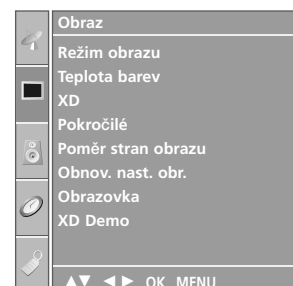 Obraz
Režim obrazu
Teplota barev
XD
Pokročilé
Poměr stran obrazu
Obnov. nast. obr.
Obrazovka
XD Demo
▲▼ ◄► OK MENU